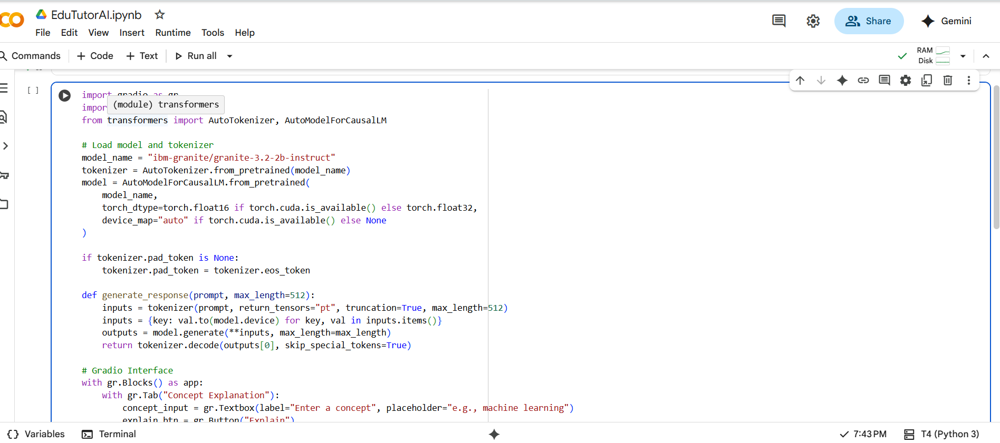 EduTutorAI.ipynb
File Edit View Insert Runtime Tools Help
Share
Gemini
Commands + Code + Text Run all
RAM
Disk
[ ]
import gradio as gr
impor
(module) transformers
from transformers import AutoTokenizer, AutoModelForCausalLM
# Load model and tokenizer
model_name = "ibm-granite/granite-3.2-2b-instruct"
tokenizer = AutoTokenizer.from_pretrained(model_name)
model = AutoModelForCausalLM.from_pretrained(
    model_name,
    torch_dtype=torch.float16 if torch.cuda.is_available() else torch.float32,
    device_map="auto" if torch.cuda.is_available() else None
)
if tokenizer.pad_token is None:
    tokenizer.pad_token = tokenizer.eos_token
def generate_response(prompt, max_length=512):
    inputs = tokenizer(prompt, return_tensors="pt", truncation=True, max_length=512)
    inputs = {key: val.to(model.device) for key, val in inputs.items()}
    outputs = model.generate(**inputs, max_length=max_length)
    return tokenizer.decode(outputs[0], skip_special_tokens=True)
# Gradio Interface
with gr.Blocks() as app:
    with gr.Tab("Concept Explanation"):
        concept_input = gr.Textbox(label="Enter a concept", placeholder="e.g., machine learning")
        explain_btn = gr.Button("Explain")
{} Variables
Terminal
7:43 PM
T4 (Python 3)